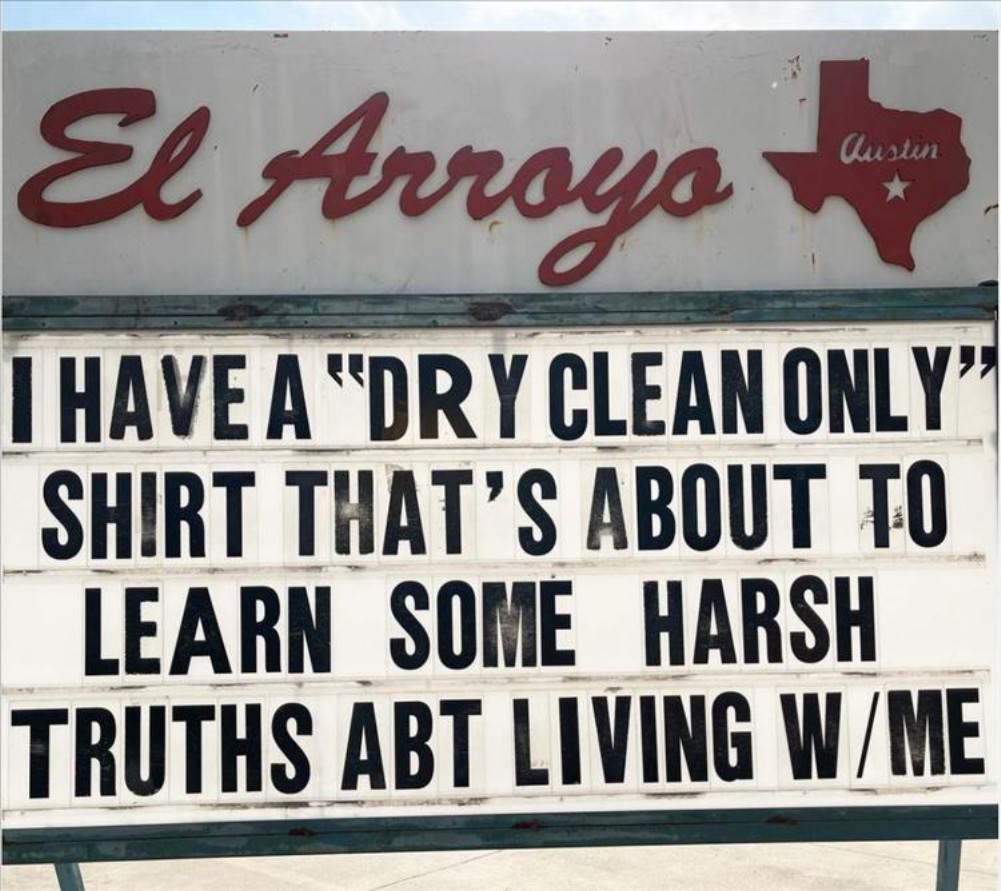 El Arroyo
Austin
I HAVE A “DRY CLEAN ONLY”
SHIRT THAT’S ABOUT TO
LEARN SOME HARSH
TRUTHS ABT LIVING W/ME